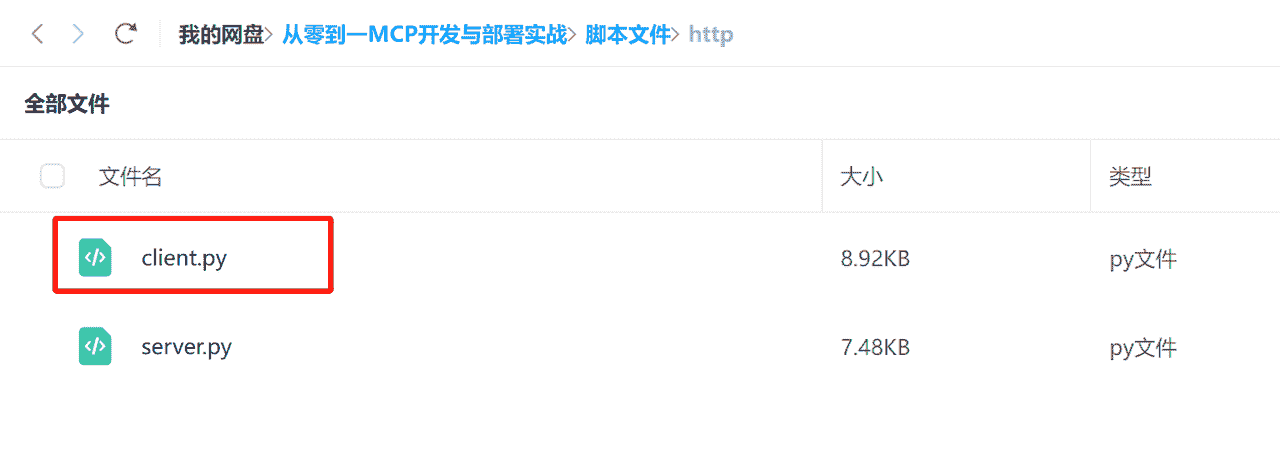 我的网盘> 从零到一MCP开发与部署实战> 脚本文件> http
全部文件
文件名 大小 类型
</> client.py 8.92KB py文件
</> server.py 7.48KB py文件